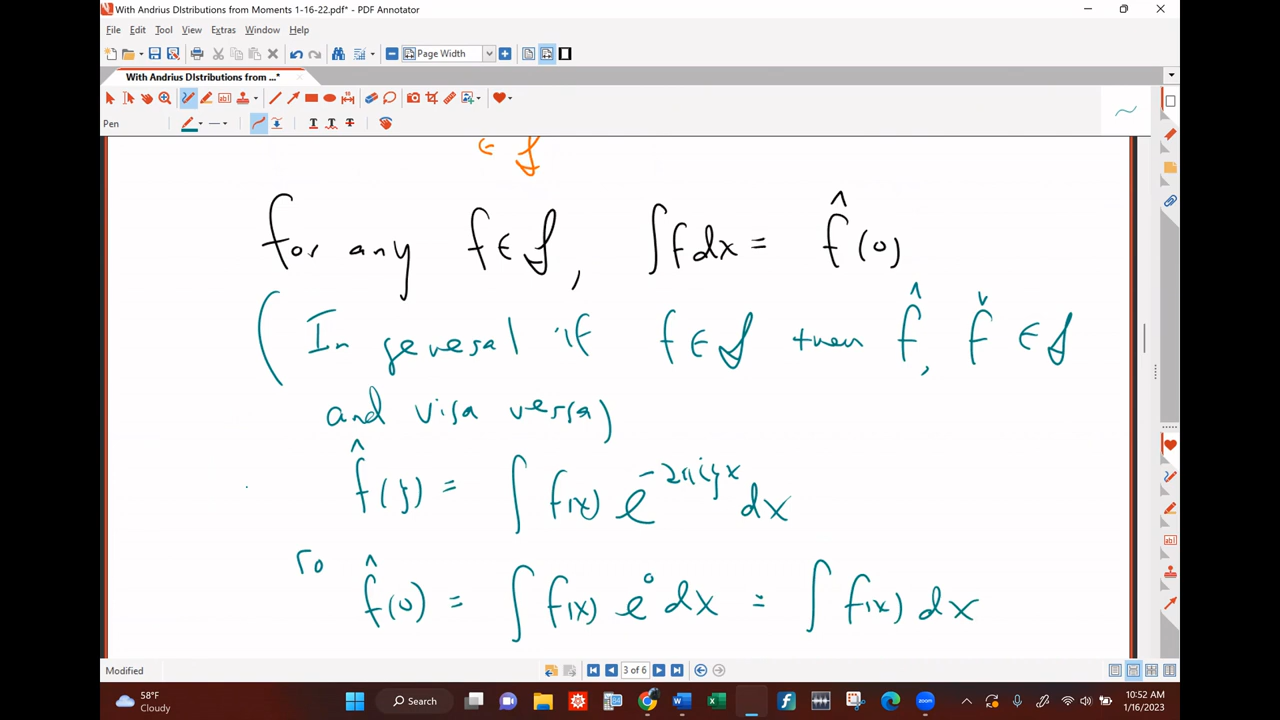 With Andrius DIstributions from Moments 1-16-22.pdf* - PDF Annotator
File Edit Tool View Extras Window Help
Page Width
With Andrius DIstributions from ...*
Pen
∈ 𝒮
for any f ∈ 𝒮, ∫f dx = f̂(0)
(In general if f ∈ 𝒮 then f̂, f̌ ∈ 𝒮
and visa versa)
f̂(ξ) = ∫ f(x) e^{-2πiξx} dx
So f̂(0) = ∫ f(x) e^0 dx = ∫ f(x) dx
Modified
3 of 6
58°F
Cloudy
Search
zoom
10:52 AM
1/16/2023